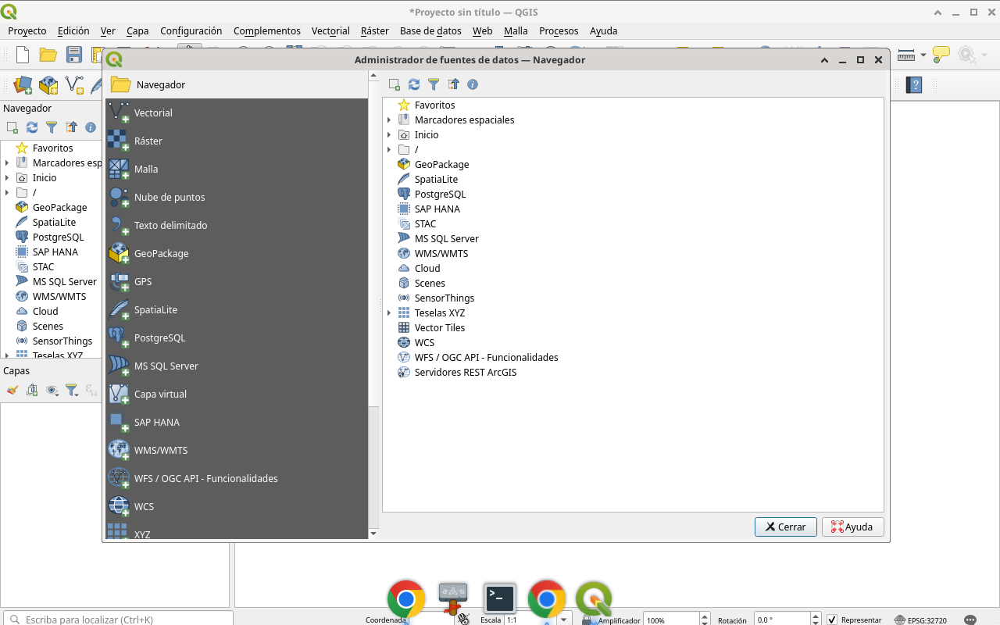 *Proyecto sin título — QGIS
Proyecto Edición Ver Capa Configuración Complementos Vectorial Ráster Base de datos Web Malla Procesos Ayuda
Administrador de fuentes de datos — Navegador
Navegador
Favoritos
Marcadores esp
Inicio
/
GeoPackage
SpatiaLite
PostgreSQL
SAP HANA
STAC
MS SQL Server
WMS/WMTS
Cloud
Scenes
SensorThings
Teselas XYZ
Capas
Navegador
Vectorial
Ráster
Malla
Nube de puntos
Texto delimitado
GeoPackage
GPS
SpatiaLite
PostgreSQL
MS SQL Server
Capa virtual
SAP HANA
WMS/WMTS
WFS / OGC API - Funcionalidades
WCS
XYZ
Favoritos
Marcadores espaciales
Inicio
/
GeoPackage
SpatiaLite
PostgreSQL
SAP HANA
STAC
MS SQL Server
WMS/WMTS
Cloud
Scenes
SensorThings
Teselas XYZ
Vector Tiles
WCS
WFS / OGC API - Funcionalidades
Servidores REST ArcGIS
Cerrar Ayuda
Escriba para localizar (Ctrl+K) Coordenada Escala 1:1 Amplificador 100% Rotación 0,0 ° Representar EPSG:32720